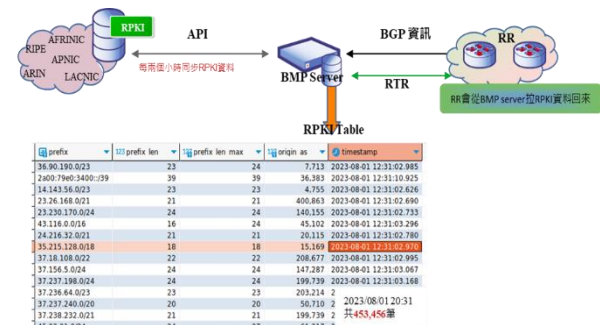 RPKI
AFRINIC
RIPE
APNIC
ARIN
LACNIC
API
每兩個小時同步RPKI資料
BMP Server
BGP 資訊
RTR
RR
RR會從BMP server拉RPKI資料回來
RPKI Table
prefix 123 prefix len 123 prefix len max 123 origin as timestamp
36.90.190.0/23 23 24 7,713 2023-08-01 12:31:02.985
2a00:79e0:3400::/39 39 39 36,383 2023-08-01 12:31:10.925
14.143.56.0/23 23 23 4,755 2023-08-01 12:31:02.626
23.26.168.0/21 21 21 400,863 2023-08-01 12:31:02.690
23.230.170.0/24 24 24 140,155 2023-08-01 12:31:02.733
43.116.0.0/16 16 24 45,102 2023-08-01 12:31:03.296
24.216.32.0/21 21 21 20,115 2023-08-01 12:31:02.780
35.215.128.0/18 18 18 15,169 2023-08-01 12:31:02.970
37.18.108.0/22 22 22 208,677 2023-08-01 12:31:02.995
37.156.5.0/24 24 24 147,287 2023-08-01 12:31:03.067
37.237.198.0/24 24 24 199,739 2023-08-01 12:31:03.168
37.236.64.0/23 23 23 203,214 2
37.237.240.0/20 20 20 50,710 2
37.238.232.0/21 21 21 199,739 2
2023/08/01 20:31
共453,456筆